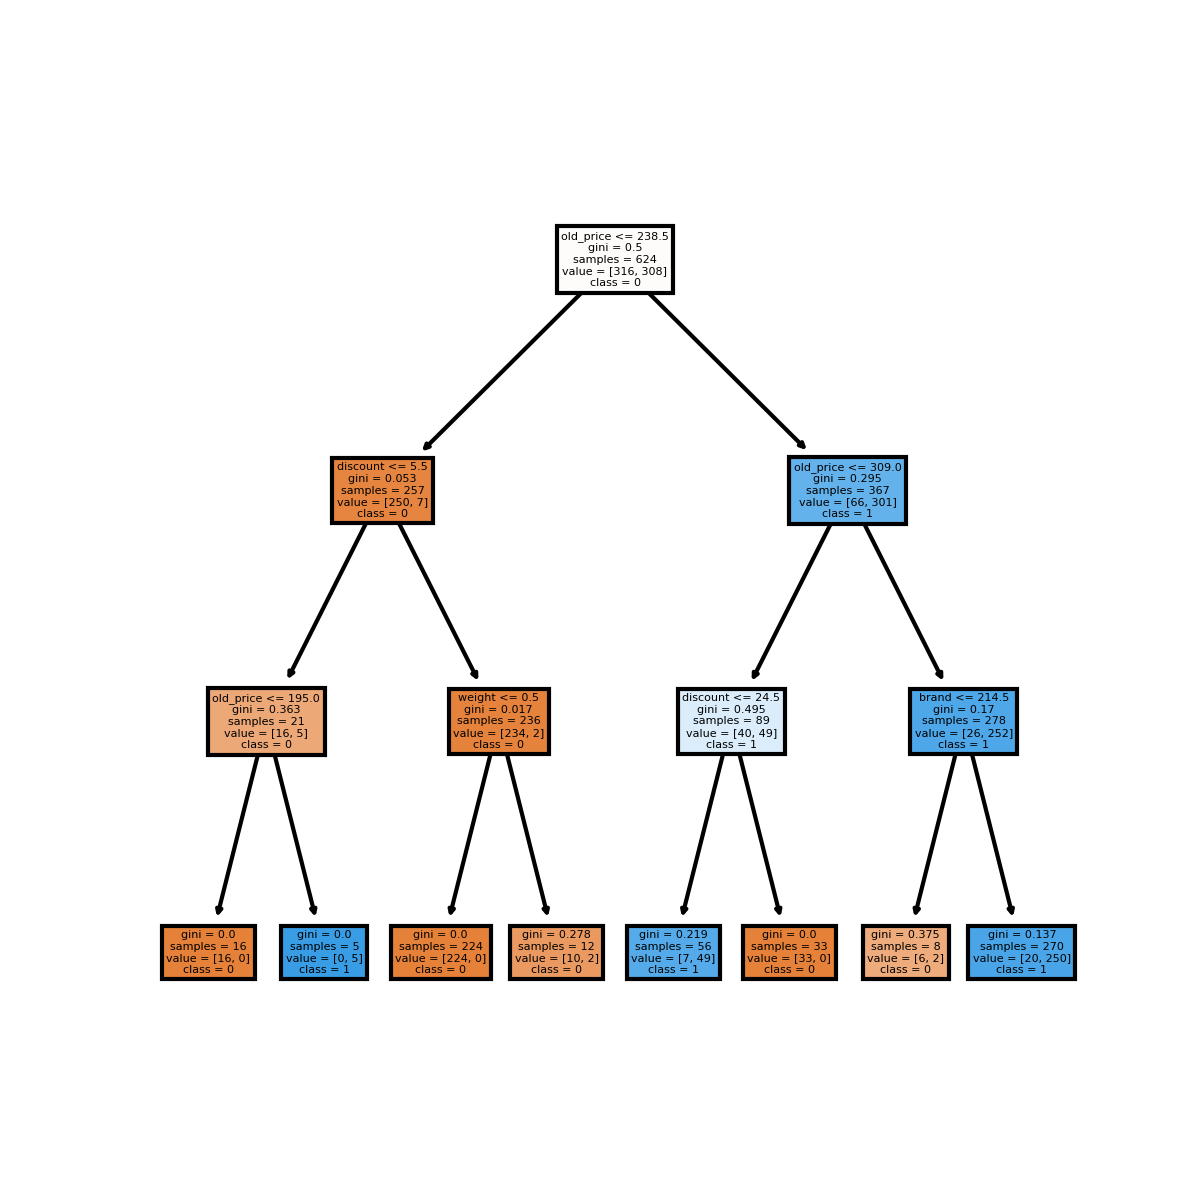 old_price <= 238.5
gini = 0.5
samples = 624
value = [316, 308]
class = 0
discount <= 5.5
gini = 0.053
samples = 257
value = [250, 7]
class = 0
old_price <= 309.0
gini = 0.295
samples = 367
value = [66, 301]
class = 1
old_price <= 195.0
gini = 0.363
samples = 21
value = [16, 5]
class = 0
weight <= 0.5
gini = 0.017
samples = 236
value = [234, 2]
class = 0
discount <= 24.5
gini = 0.495
samples = 89
value = [40, 49]
class = 1
brand <= 214.5
gini = 0.17
samples = 278
value = [26, 252]
class = 1
gini = 0.0
samples = 16
value = [16, 0]
class = 0
gini = 0.0
samples = 5
value = [0, 5]
class = 1
gini = 0.0
samples = 224
value = [224, 0]
class = 0
gini = 0.278
samples = 12
value = [10, 2]
class = 0
gini = 0.219
samples = 56
value = [7, 49]
class = 1
gini = 0.0
samples = 33
value = [33, 0]
class = 0
gini = 0.375
samples = 8
value = [6, 2]
class = 0
gini = 0.137
samples = 270
value = [20, 250]
class = 1